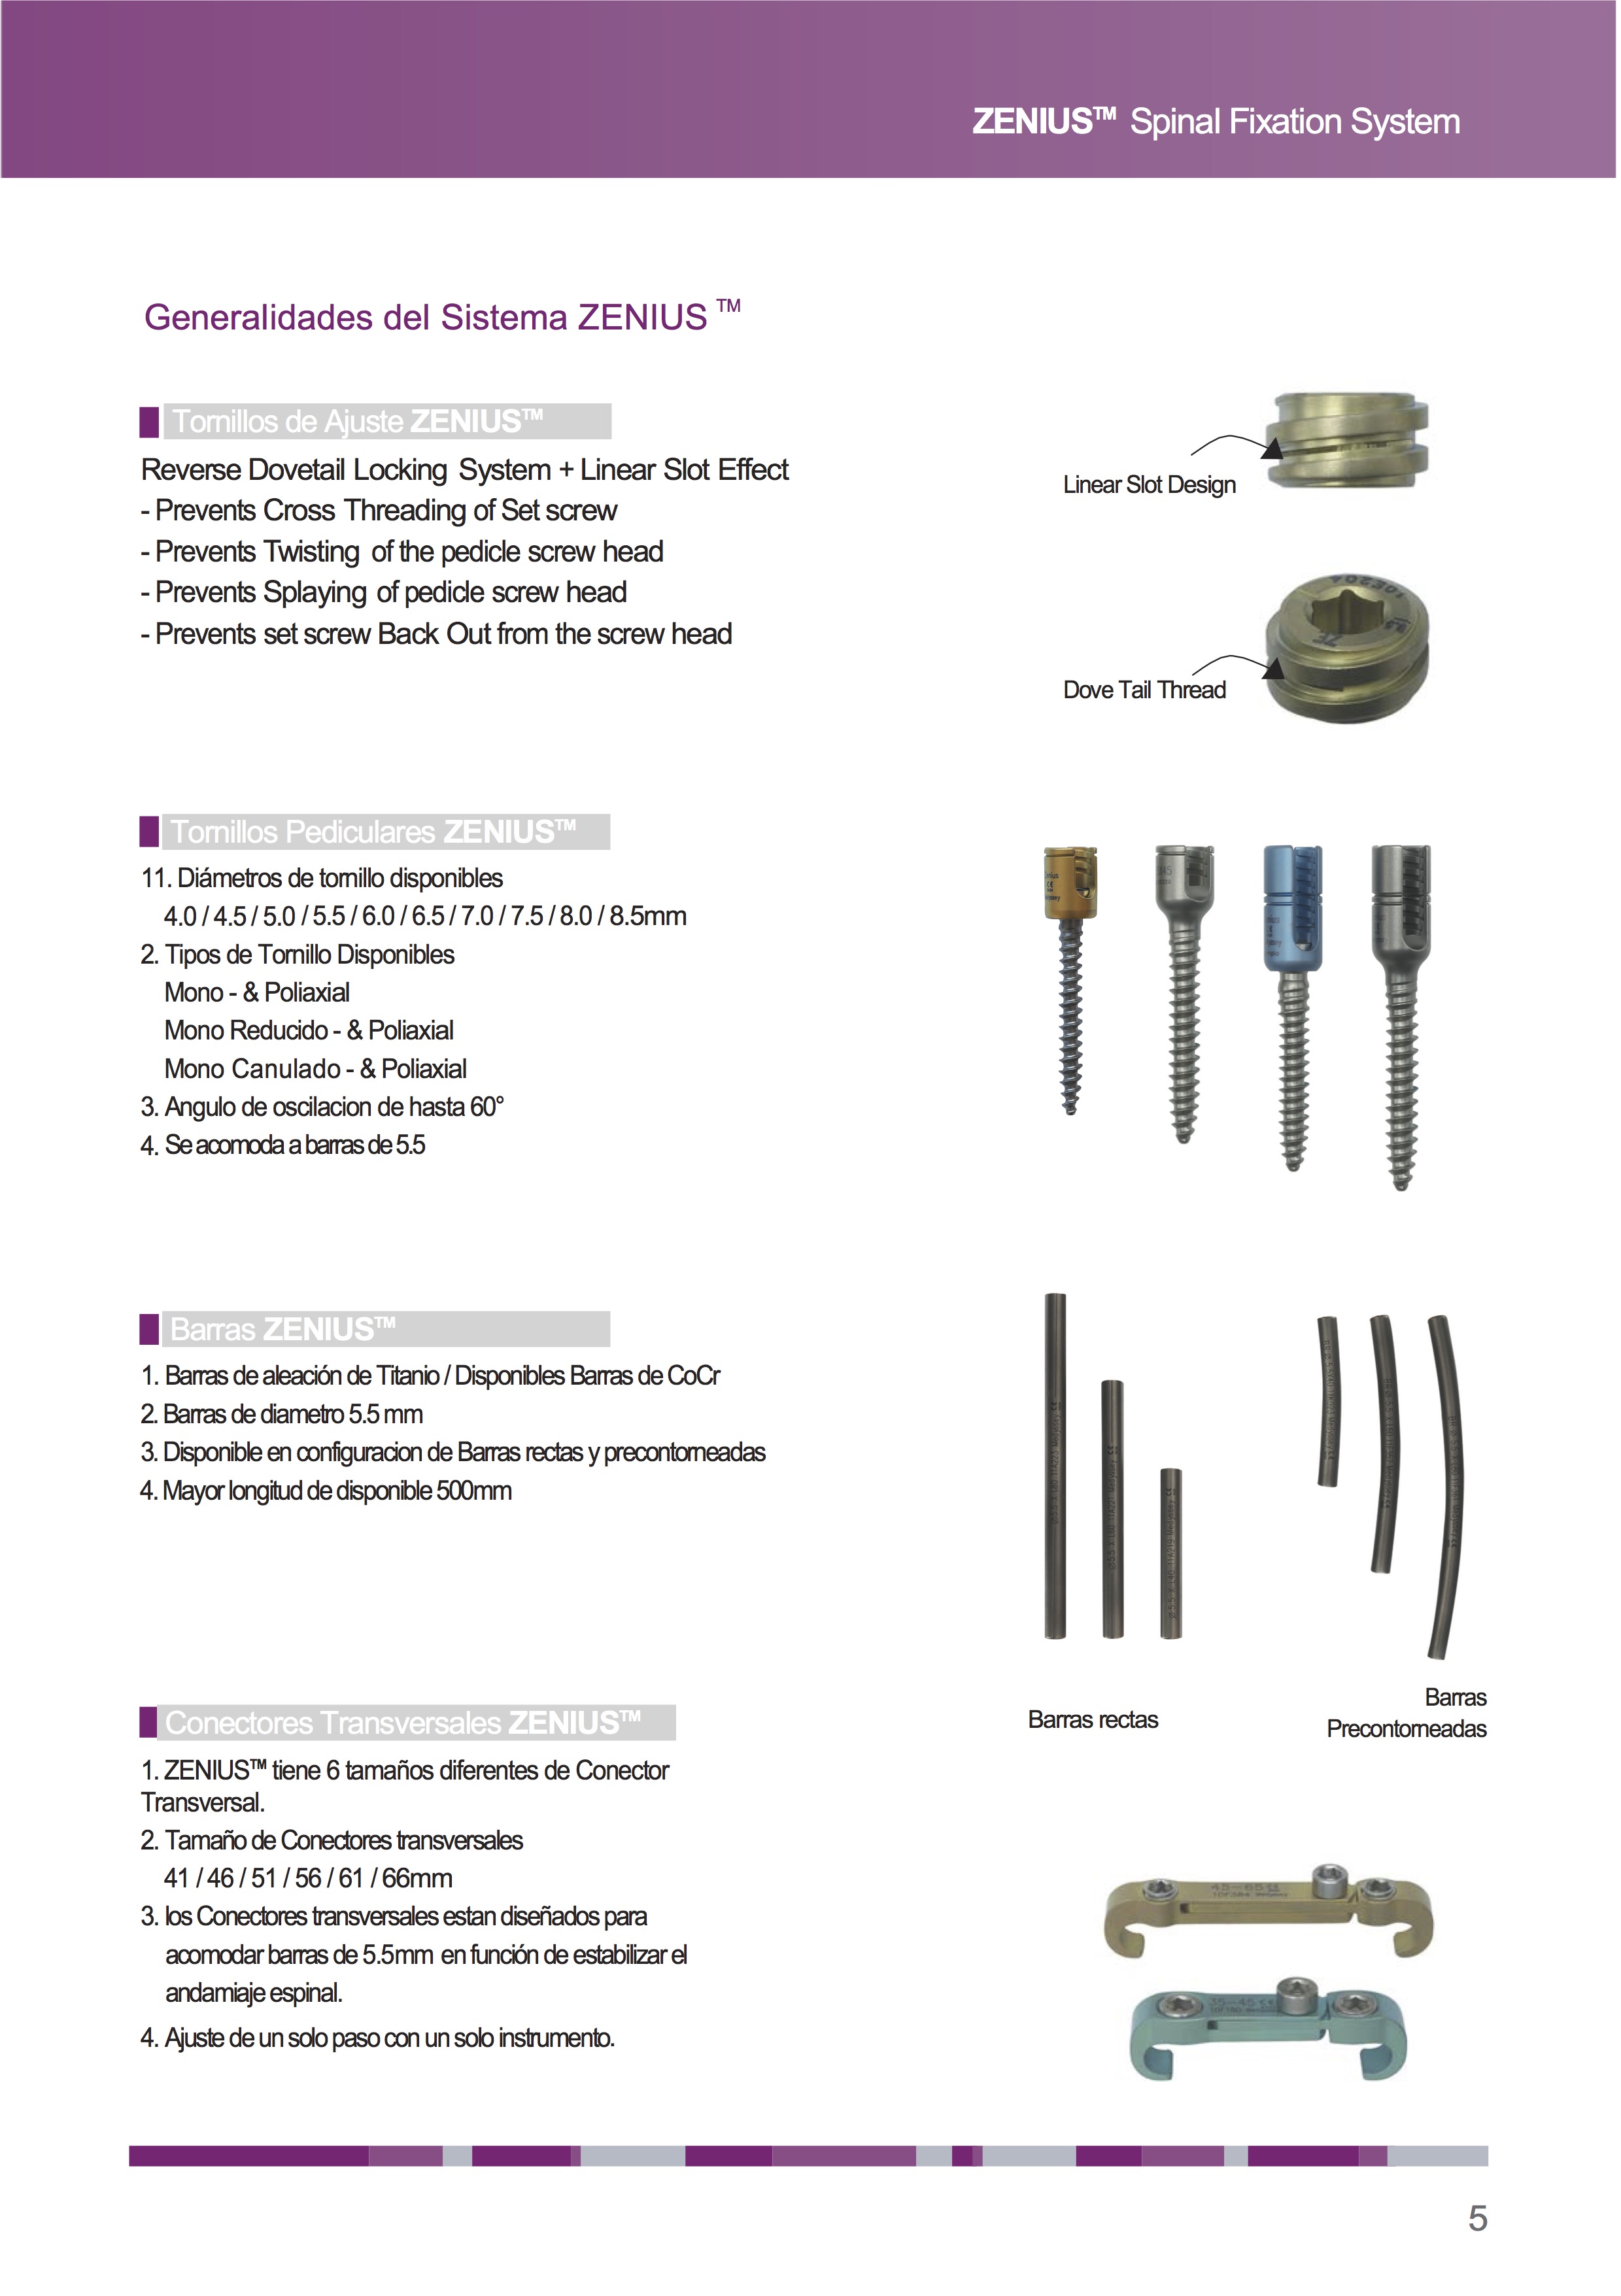 ZENIUS™ Spinal Fixation System
Generalidades del Sistema ZENIUS™
Tornillos de Ajuste ZENIUS™
Reverse Dovetail Locking System + Linear Slot Effect
- Prevents Cross Threading of Set screw
- Prevents Twisting of the pedicle screw head
- Prevents Splaying of pedicle screw head
- Prevents set screw Back Out from the screw head
Linear Slot Design
Dove Tail Thread
Tornillos Pediculares ZENIUS™
11. Diámetros de tornillo disponibles
4.0 / 4.5 / 5.0 / 5.5 / 6.0 / 6.5 / 7.0 / 7.5 / 8.0 / 8.5mm
2. Tipos de Tornillo Disponibles
Mono - & Poliaxial
Mono Reducido - & Poliaxial
Mono Canulado - & Poliaxial
3. Angulo de oscilacion de hasta 60°
4. Se acomoda a barras de 5.5
Barras ZENIUS™
1. Barras de aleación de Titanio / Disponibles Barras de CoCr
2. Barras de diametro 5.5 mm
3. Disponible en configuracion de Barras rectas y precontorneadas
4. Mayor longitud de disponible 500mm
Barras rectas
Barras
Precontorneadas
Conectores Transversales ZENIUS™
1. ZENIUS™ tiene 6 tamaños diferentes de Conector
Transversal.
2. Tamaño de Conectores transversales
41 / 46 / 51 / 56 / 61 / 66mm
3. los Conectores transversales estan diseñados para
acomodar barras de 5.5mm en función de estabilizar el
andamiaje espinal.
4. Ajuste de un solo paso con un solo instrumento.
45-65
35-45
5